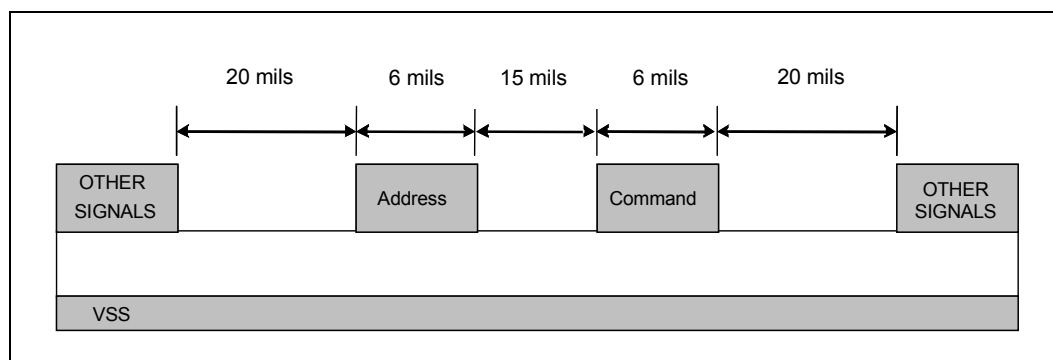 20 mils 6 mils 15 mils 6 mils 20 mils
OTHER
SIGNALS
Address
Command
OTHER
SIGNALS
VSS